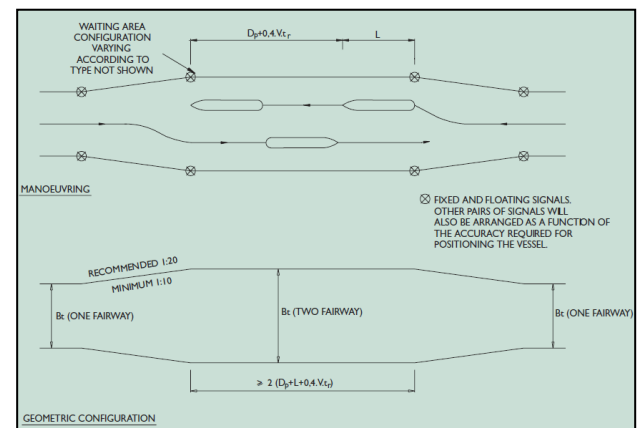 WAITING AREA
CONFIGURATION
VARYING
ACCORDING TO
TYPE NOT SHOWN
Dp+0,4.V.tr
L
MANOEUVRING
FIXED AND FLOATING SIGNALS.
OTHER PAIRS OF SIGNALS WILL
ALSO BE ARRANGED AS A FUNCTION OF
THE ACCURACY REQUIRED FOR
POSITIONING THE VESSEL.
RECOMMENDED 1:20
MINIMUM 1:10
Bt (ONE FAIRWAY)
Bt (TWO FAIRWAY)
Bt (ONE FAIRWAY)
⩾ 2 (Dp+L+0,4.V.tr)
GEOMETRIC CONFIGURATION